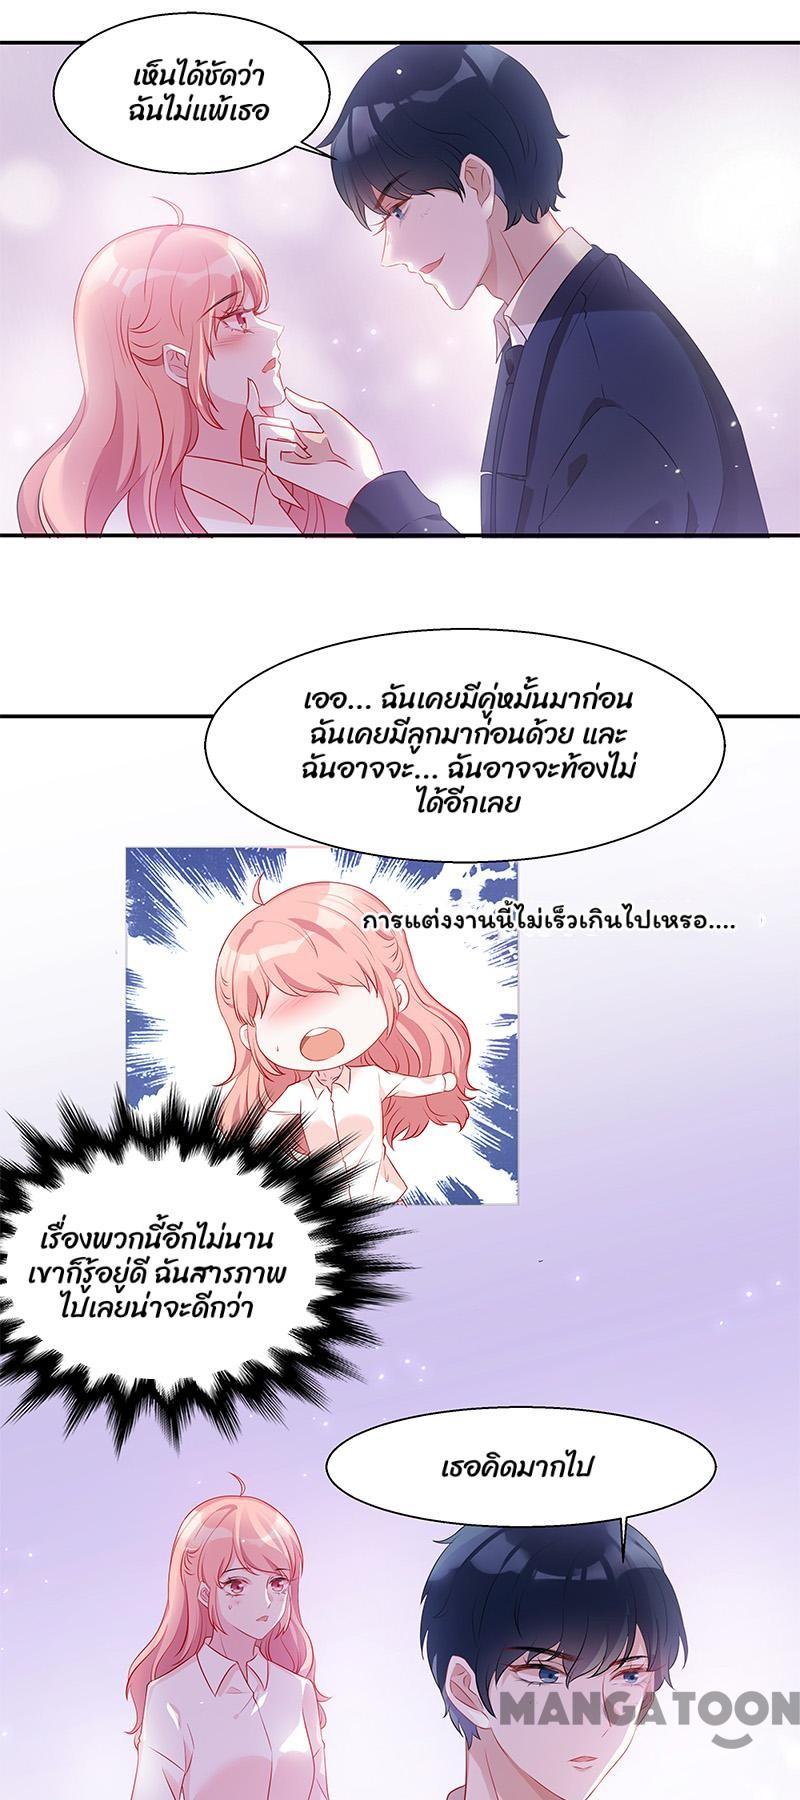 เห็นได้ชัดว่า
ฉันไม่แพ้เธอ
เออ... ฉันเคยมีคู่หมั้นมาก่อน
ฉันเคยมีลูกมาก่อนด้วย และ
ฉันอาจจะ... ฉันอาจจะท้องไม่
ได้อีกเลย
การแต่งงานนี้ไม่เร็วเกินไปเหรอ....
เรื่องพวกนี้อีกไม่นาน
เขาก็รู้อยู่ดี ฉันสารภาพ
ไปเลยน่าจะดีกว่า
เธอคิดมากไป
MANGATOON